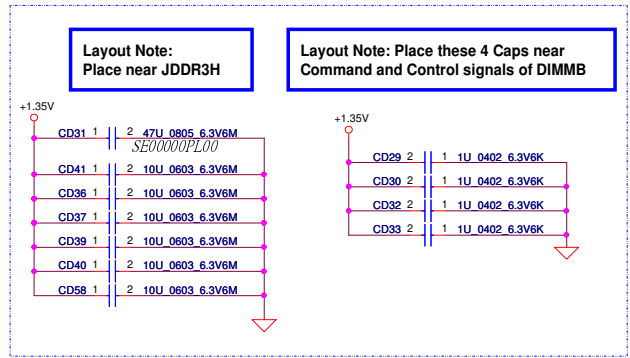 Layout Note:
Place near JDDR3H
Layout Note: Place these 4 Caps near
Command and Control signals of DIMMB
+1.35V
CD31 1 2 47U_0805_6.3V6M
SE00000PL00
CD41 1 2 10U_0603_6.3V6M
CD36 1 2 10U_0603_6.3V6M
CD37 1 2 10U_0603_6.3V6M
CD39 1 2 10U_0603_6.3V6M
CD40 1 2 10U_0603_6.3V6M
CD58 1 2 10U_0603_6.3V6M
+1.35V
CD29 2 1 1U_0402_6.3V6K
CD30 2 1 1U_0402_6.3V6K
CD32 2 1 1U_0402_6.3V6K
CD33 2 1 1U_0402_6.3V6K